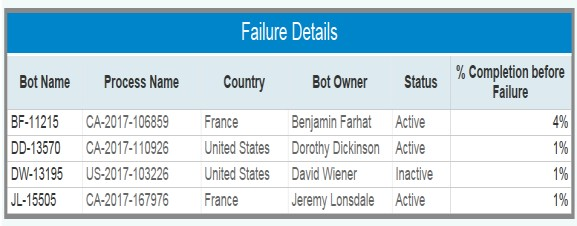 Failure Details
Bot Name Process Name Country Bot Owner Status % Completion before
Failure
BF-11215 CA-2017-106859 France Benjamin Farhat Active 4%
DD-13570 CA-2017-110926 United States Dorothy Dickinson Active 1%
DW-13195 US-2017-103226 United States David Wiener Inactive 1%
JL-15505 CA-2017-167976 France Jeremy Lonsdale Active 1%